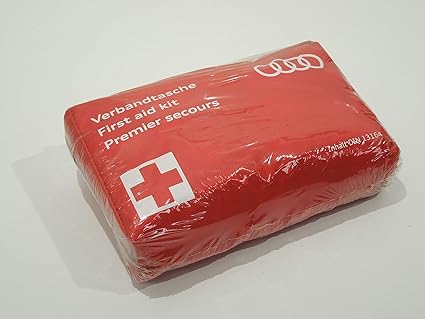 Verbandtasche
First aid kit
Premier secours
Inhalt DIN 13164